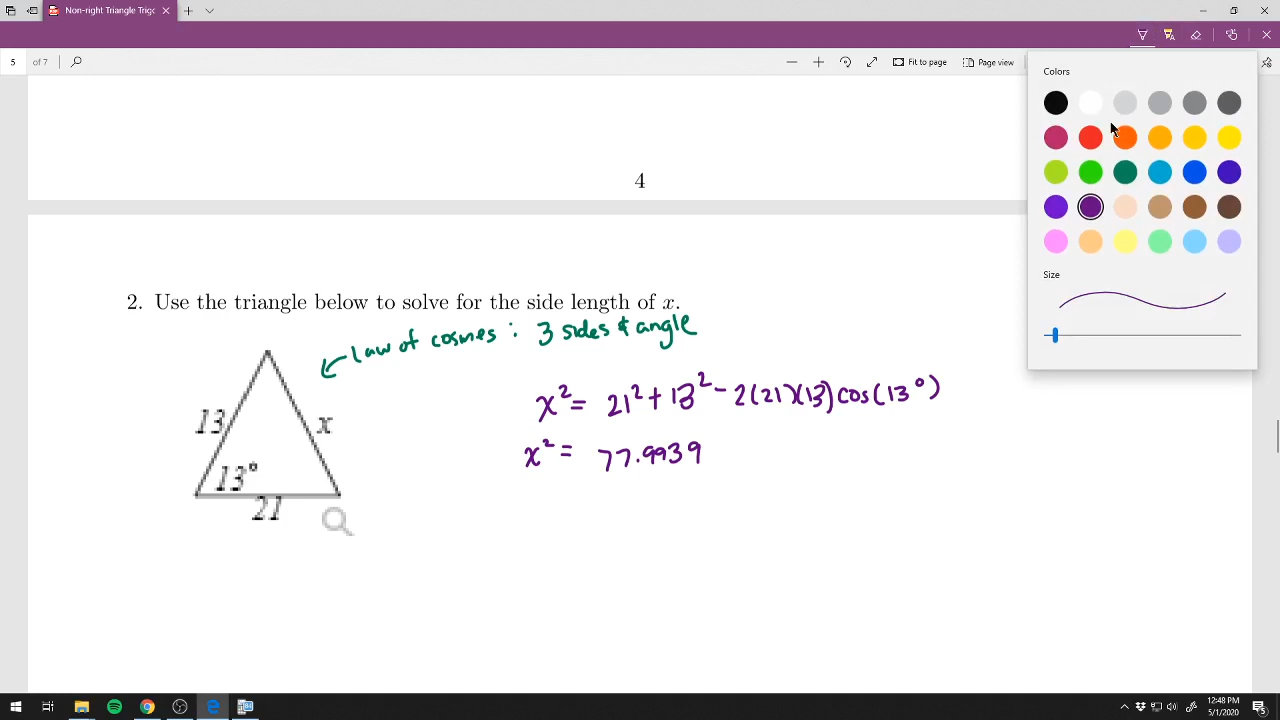 Non-right Triangle Trigo
5 of 7
Fit to page
Page view
Colors
Size
4
2. Use the triangle below to solve for the side length of x.
law of cosines : 3 sides & angle
13
x
13°
21
x² = 21² + 13² - 2(21)(13)cos(13°)
x² = 77.9939
12:48 PM
5/1/2020